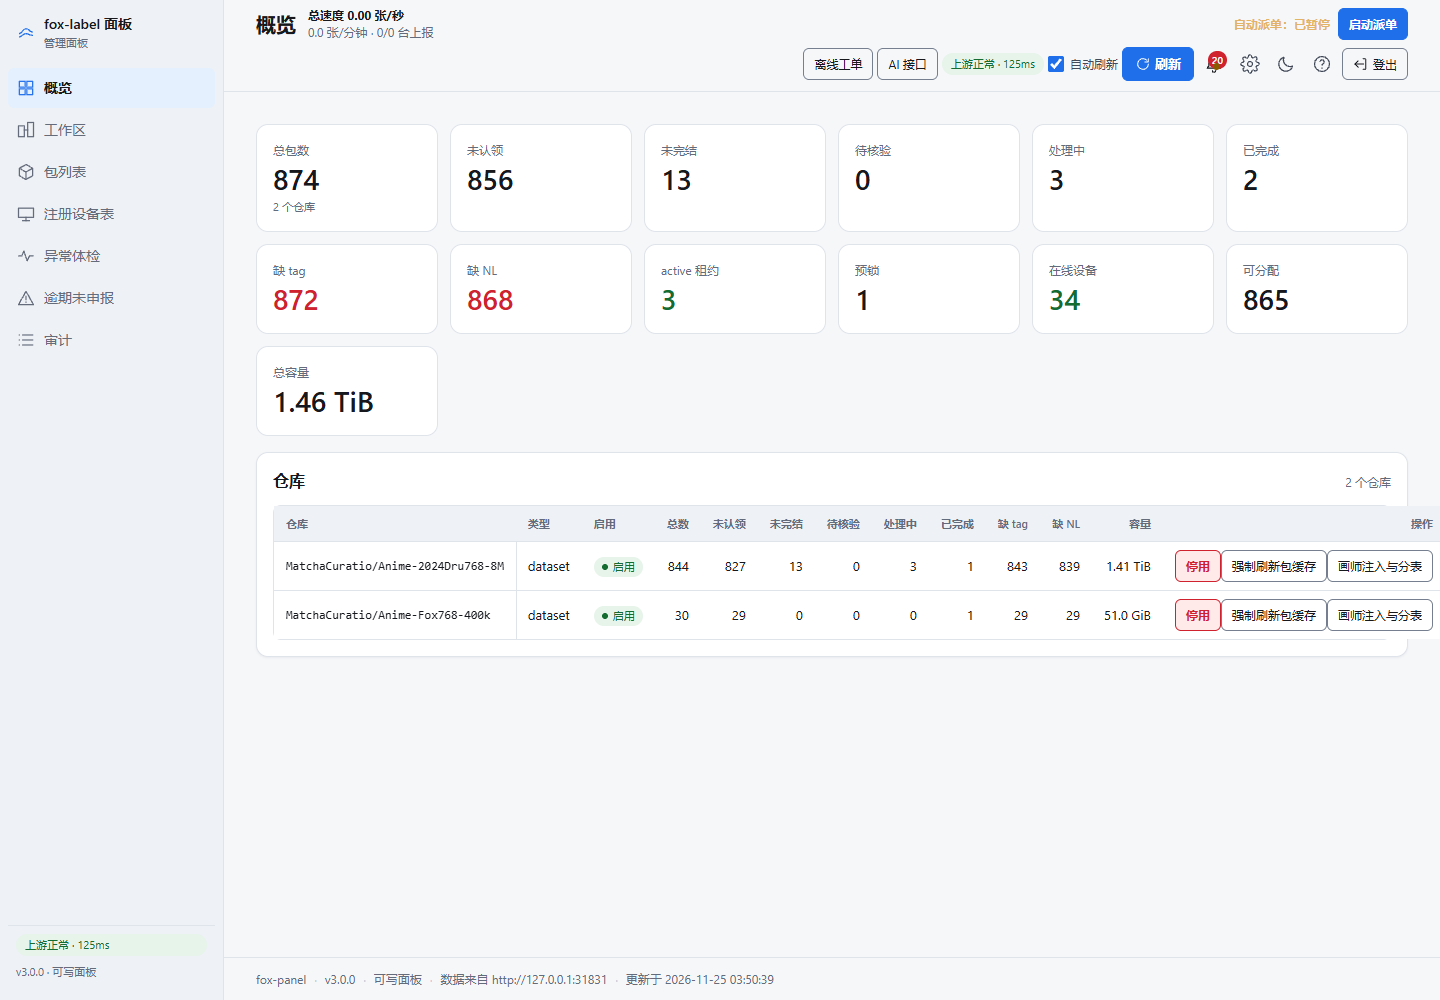 fox-label 面板
管理面板
概览
工作区
包列表
注册设备表
异常体检
逾期未申报
审计
上游正常 · 125ms
v3.0.0 · 可写面板
概览
总速度 0.00 张/秒
0.0 张/分钟 · 0/0 台上报
自动派单：已暂停
启动派单
离线工单
AI 接口
上游正常 · 125ms
自动刷新
刷新
20
登出
总包数
874
2 个仓库
未认领
856
未完结
13
待核验
0
处理中
3
已完成
2
缺 tag
872
缺 NL
868
active 租约
3
预锁
1
在线设备
34
可分配
865
总容量
1.46 TiB
仓库
2 个仓库
仓库 类型 启用 总数 未认领 未完结 待核验 处理中 已完成 缺 tag 缺 NL 容量 操作
MatchaCuratio/Anime-2024Dru768-8M dataset 启用 844 827 13 0 3 1 843 839 1.41 TiB 停用 强制刷新包缓存 画师注入与分表
MatchaCuratio/Anime-Fox768-400k dataset 启用 30 29 0 0 0 1 29 29 51.0 GiB 停用 强制刷新包缓存 画师注入与分表
fox-panel · v3.0.0 · 可写面板 · 数据来自 http://127.0.0.1:31831 · 更新于 2026-11-25 03:50:39